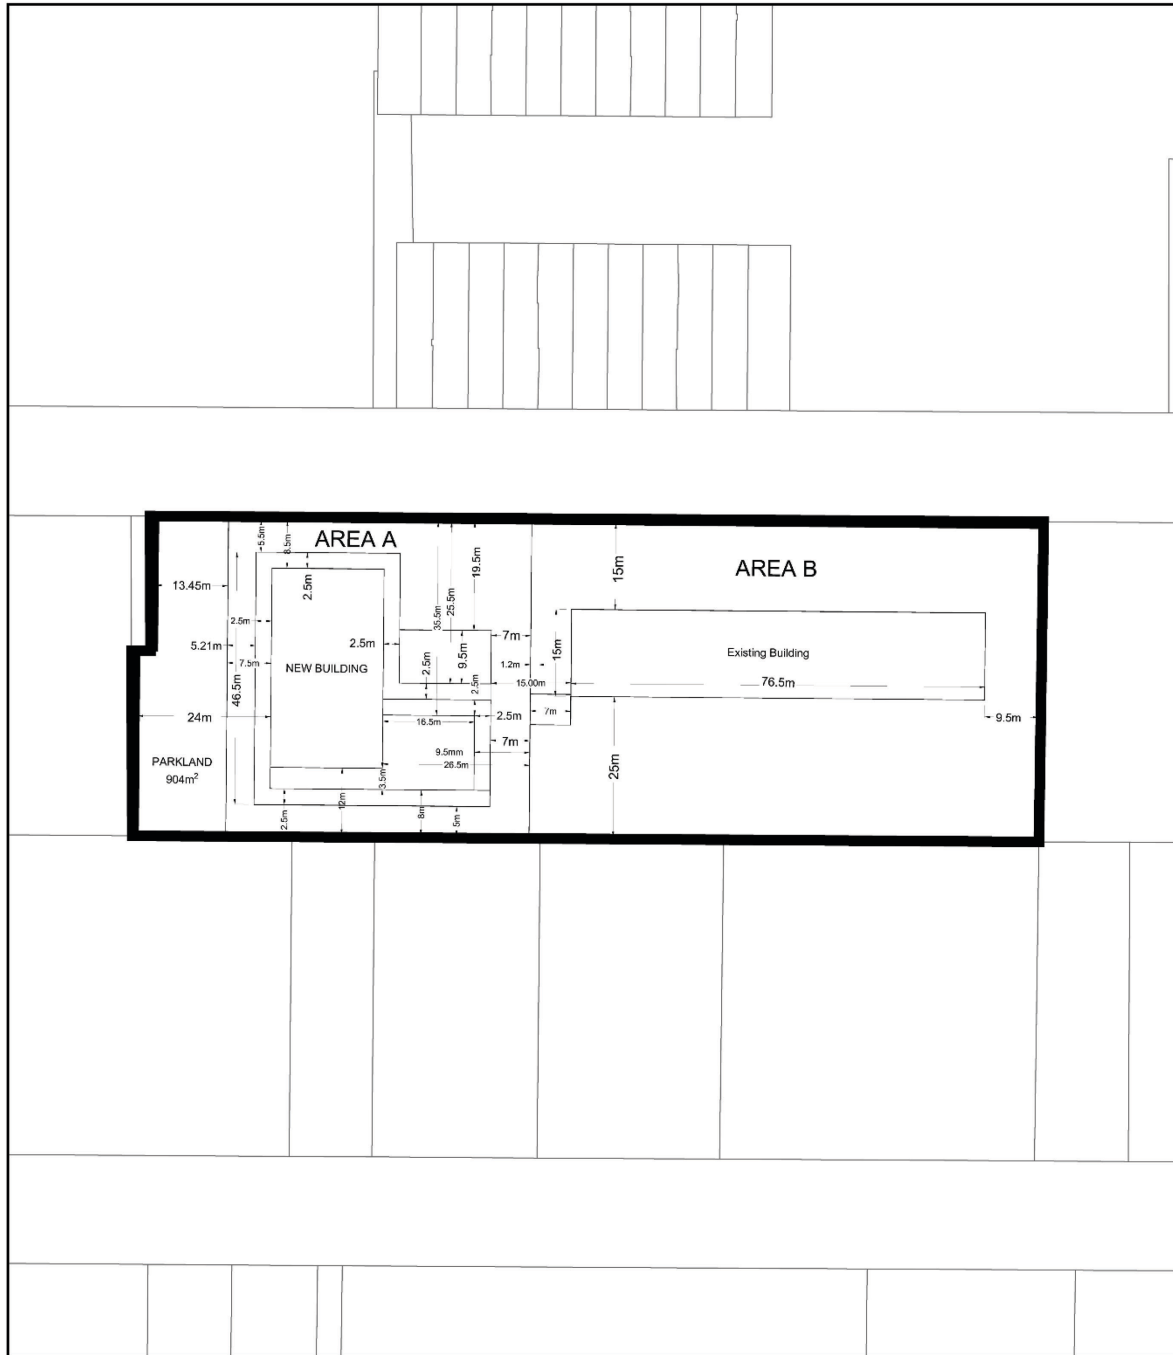 AREA A
AREA B
5.5m
8.5m
2.5m
13.45m
35.5m
25.5m
19.5m
15m
2.5m
5.21m
7.5m
46.5m
NEW BUILDING
2.5m
2.5m
9.5m
2.5m
7m
1.2m
15.00m
15m
Existing Building
76.5m
24m
16.5m
2.5m
7m
9.5m
7m
9.5mm
26.5m
25m
PARKLAND
904m²
3.5m
12m
8m
2.5m
5m